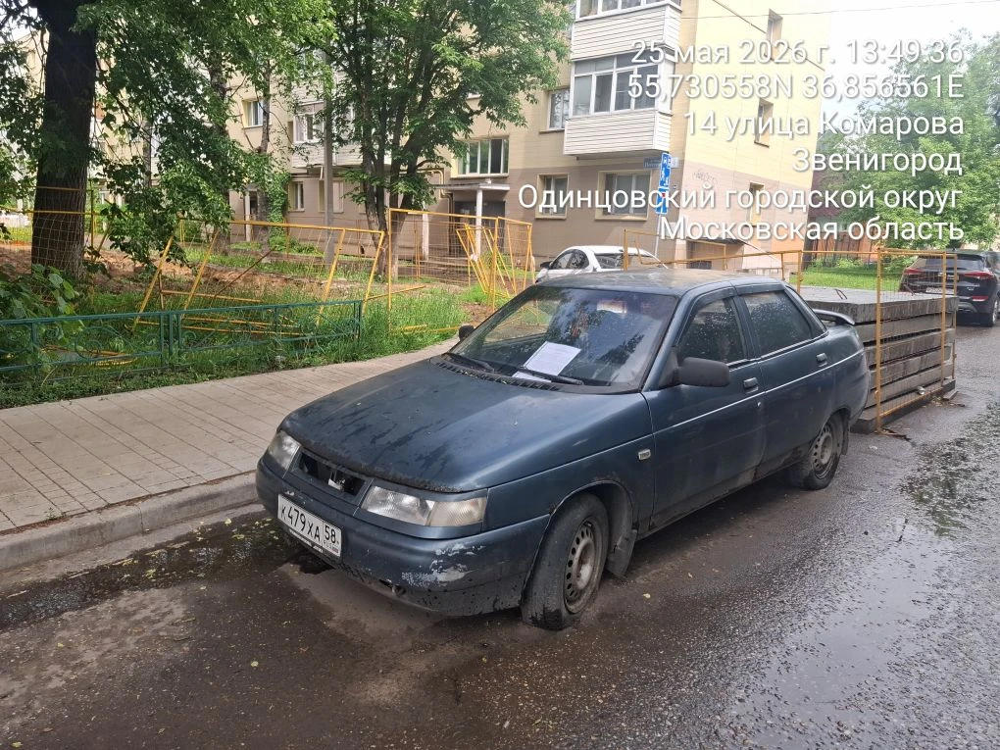 25 мая 2026 г. 13:49:36
55,730558N 36,856561E
14 улица Комарова
Звенигород
Одинцовский городской округ
Московская область
К479ХА 58